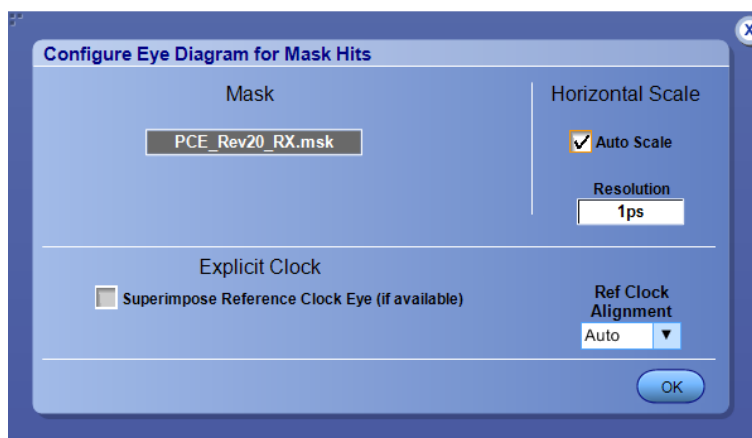 X
Configure Eye Diagram for Mask Hits
Mask
PCE_Rev20_RX.msk
Horizontal Scale
Auto Scale
Resolution
1ps
Explicit Clock
Superimpose Reference Clock Eye (if available)
Ref Clock
Alignment
Auto
OK